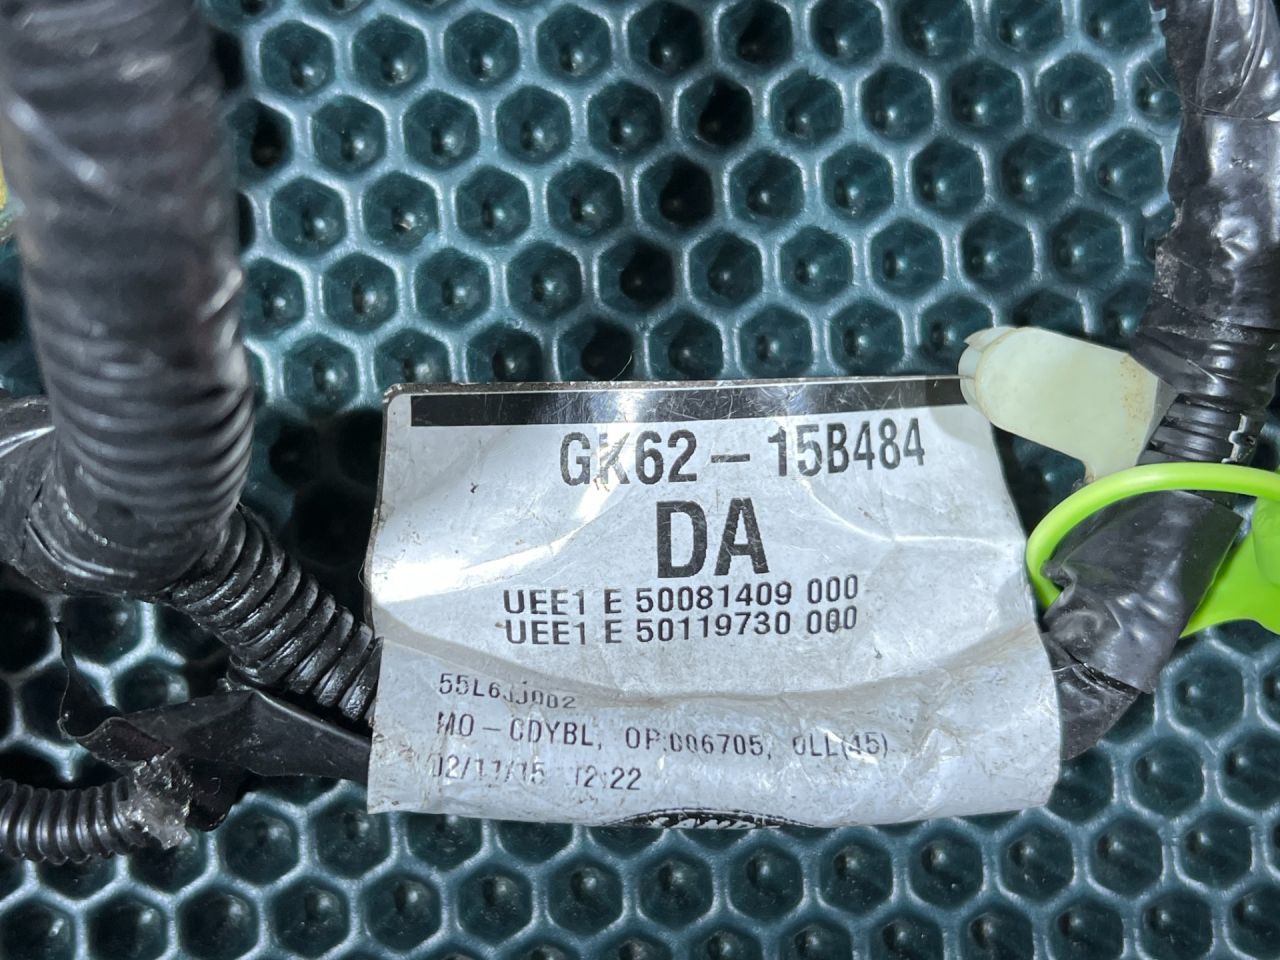 GK62-15B484
DA
UEE1 E 50081409 000
UEE1 E 50119730 000
MO-CDYBL, OP:006705, OLL(45)
02/11/15 12:22